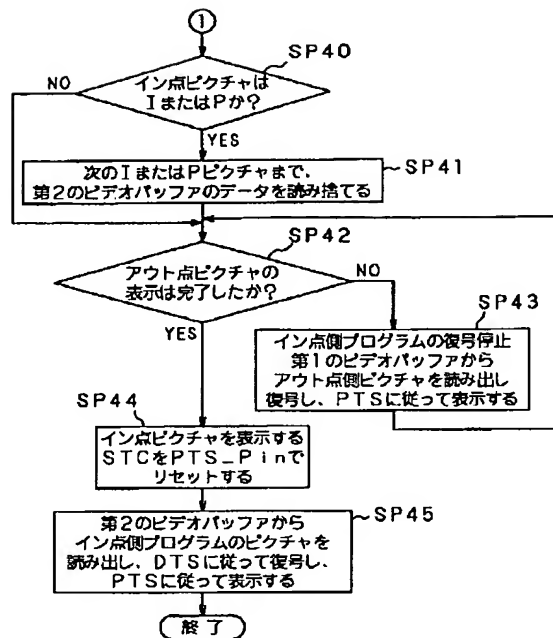 1
SP40
イン点ピクチャは
IまたはPか?
NO
YES
次のIまたはPピクチャまで、
第2のビデオバッファのデータを読み捨てる
SP41
SP42
アウト点ピクチャの
表示は完了したか?
NO
YES
SP43
イン点側プログラムの復号停止
第1のビデオバッファから
アウト点側ピクチャを読み出し
復号し、PTSに従って表示する
SP44
イン点ピクチャを表示する
STCをPTS_Pinで
リセットする
SP45
第2のビデオバッファから
イン点側プログラムのピクチャを
読み出し、DTSに従って復号し、
PTSに従って表示する
終了